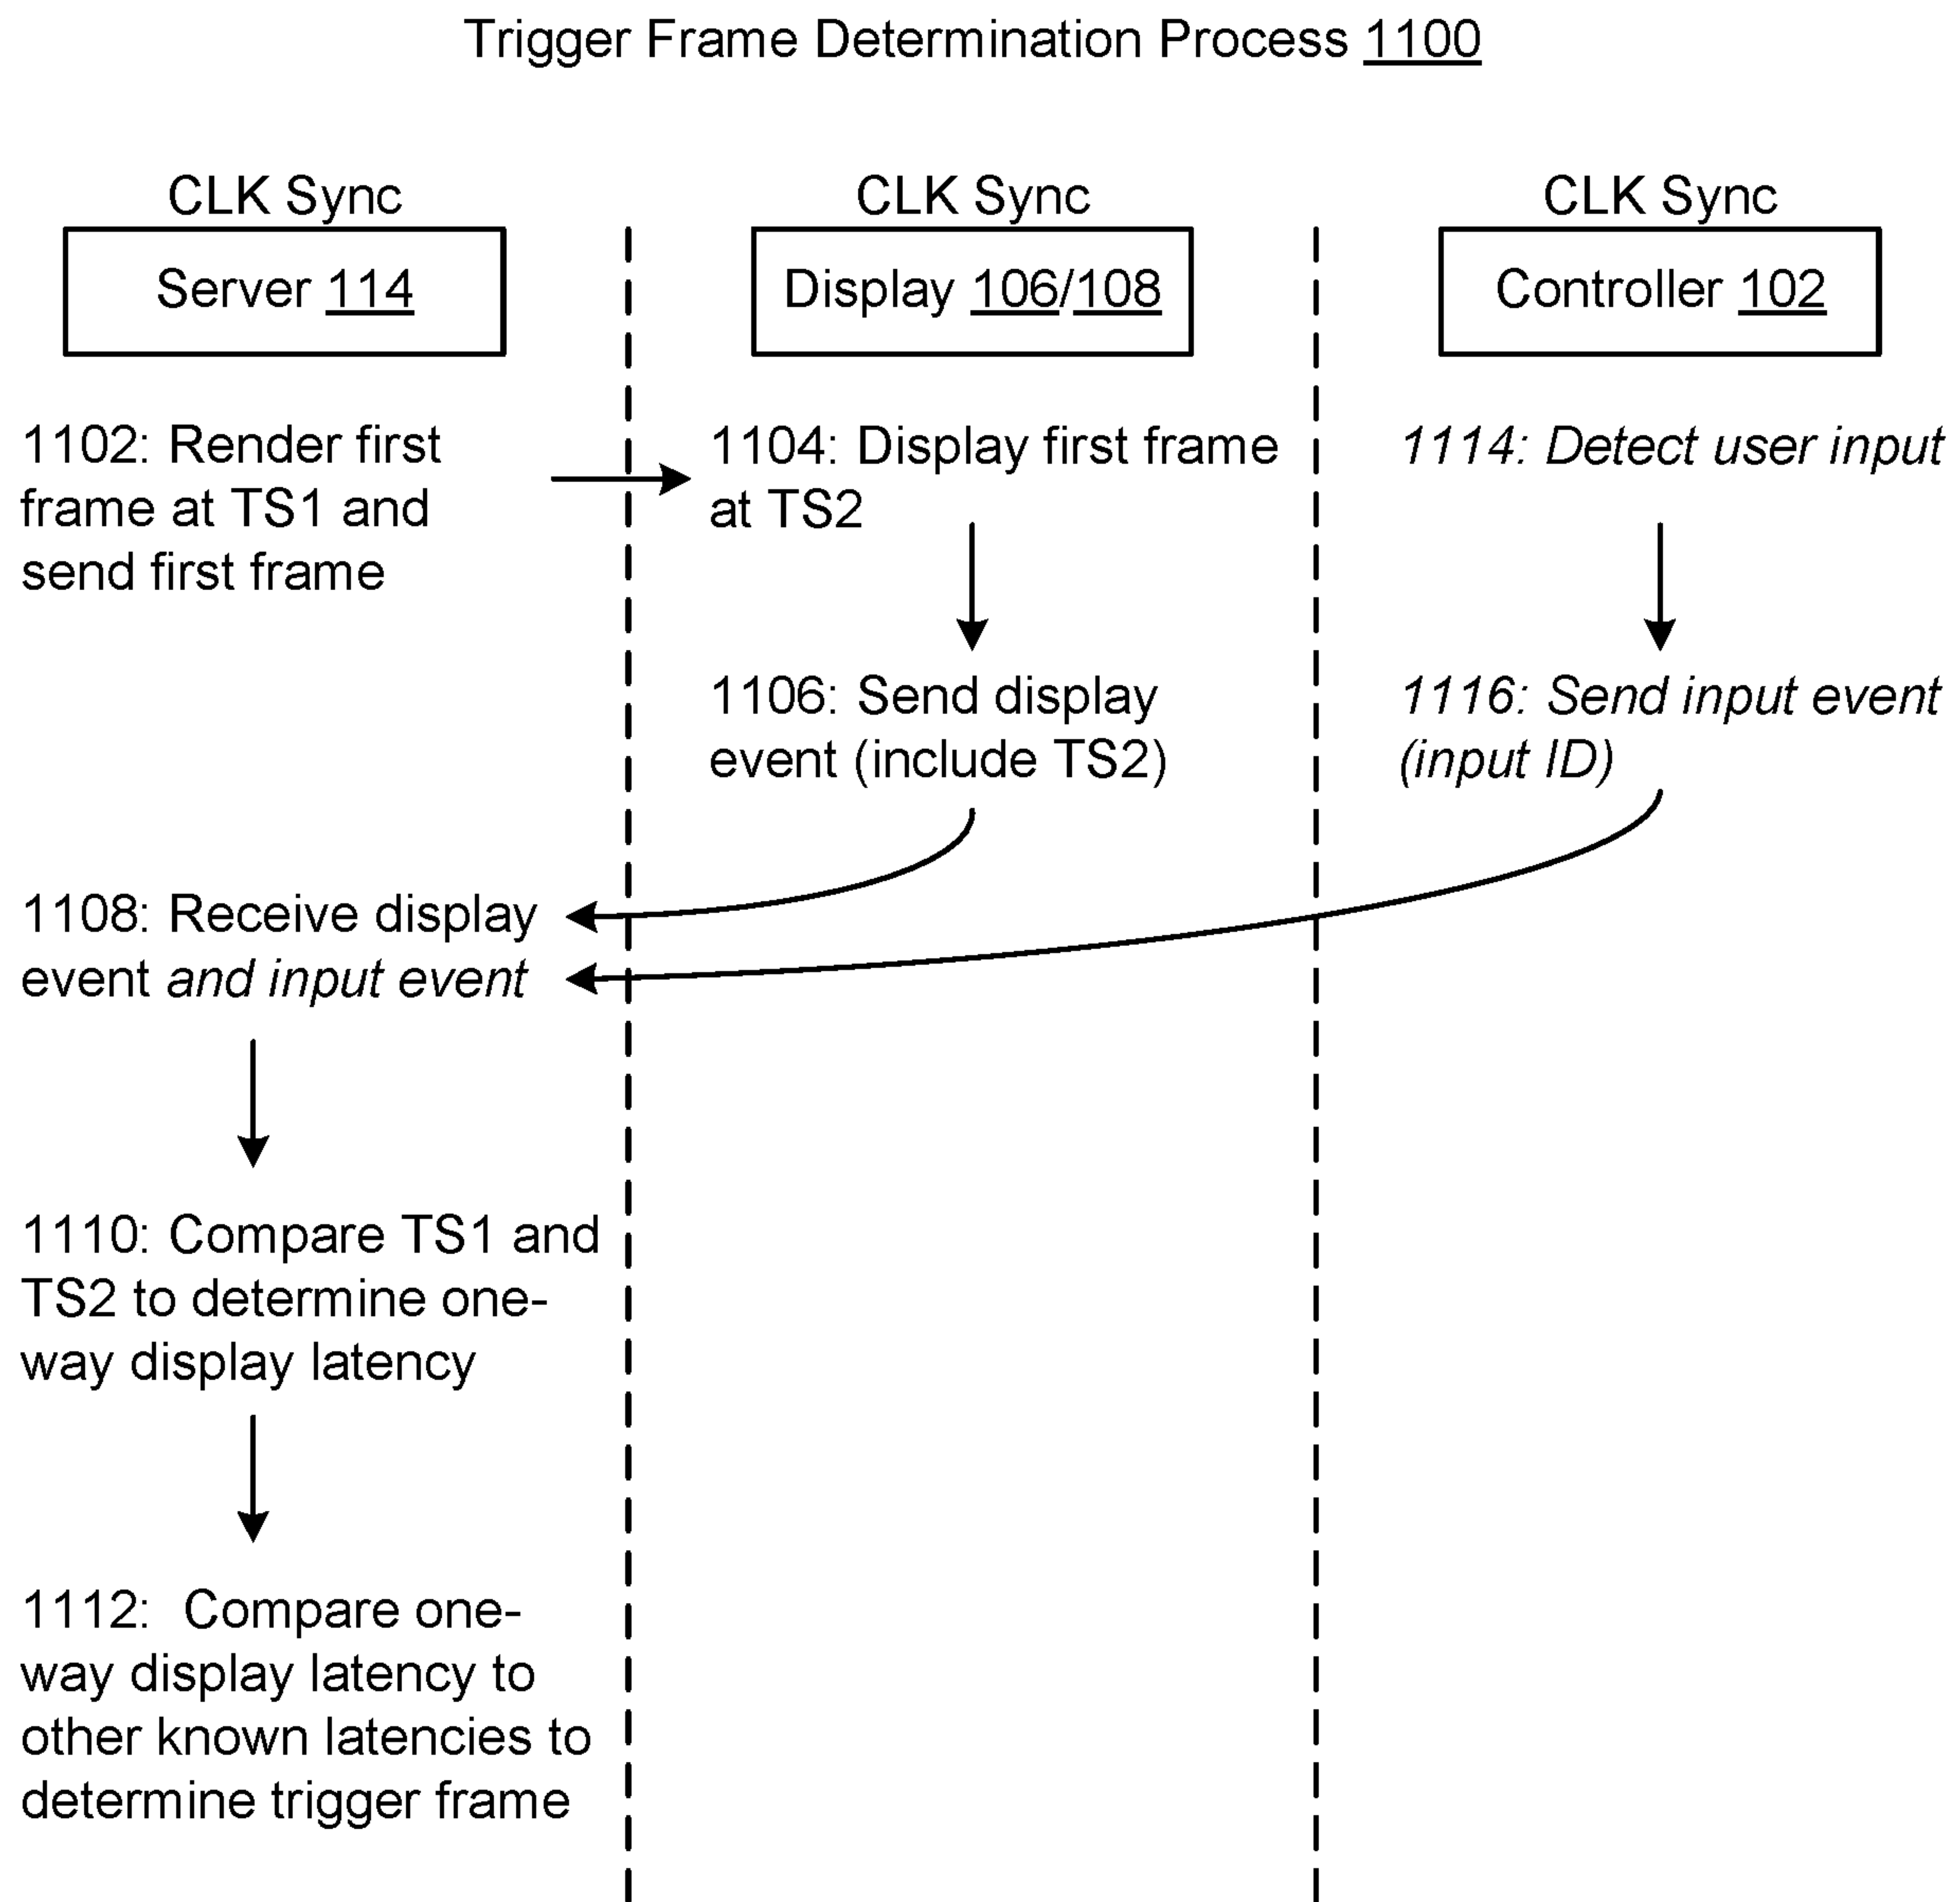 Trigger Frame Determination Process 1100
CLK Sync
Server 114
1102: Render first
frame at TS1 and
send first frame
1108: Receive display
event and input event
1110: Compare TS1 and
TS2 to determine one-
way display latency
1112: Compare one-
way display latency to
other known latencies to
determine trigger frame
CLK Sync
Display 106/108
1104: Display first frame
at TS2
1106: Send display
event (include TS2)
CLK Sync
Controller 102
1114: Detect user input
1116: Send input event
(input ID)